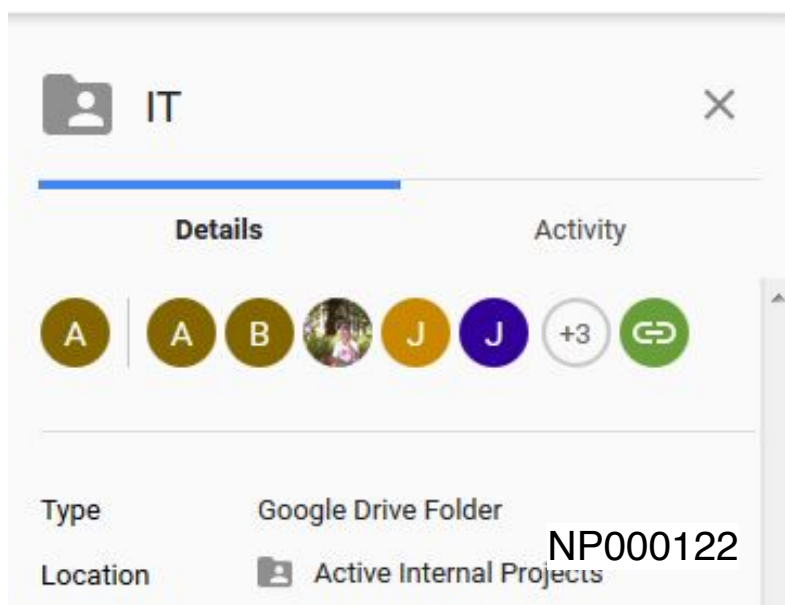 IT
Details Activity
A A B J J +3
Type Google Drive Folder
Location Active Internal Projects
NP000122